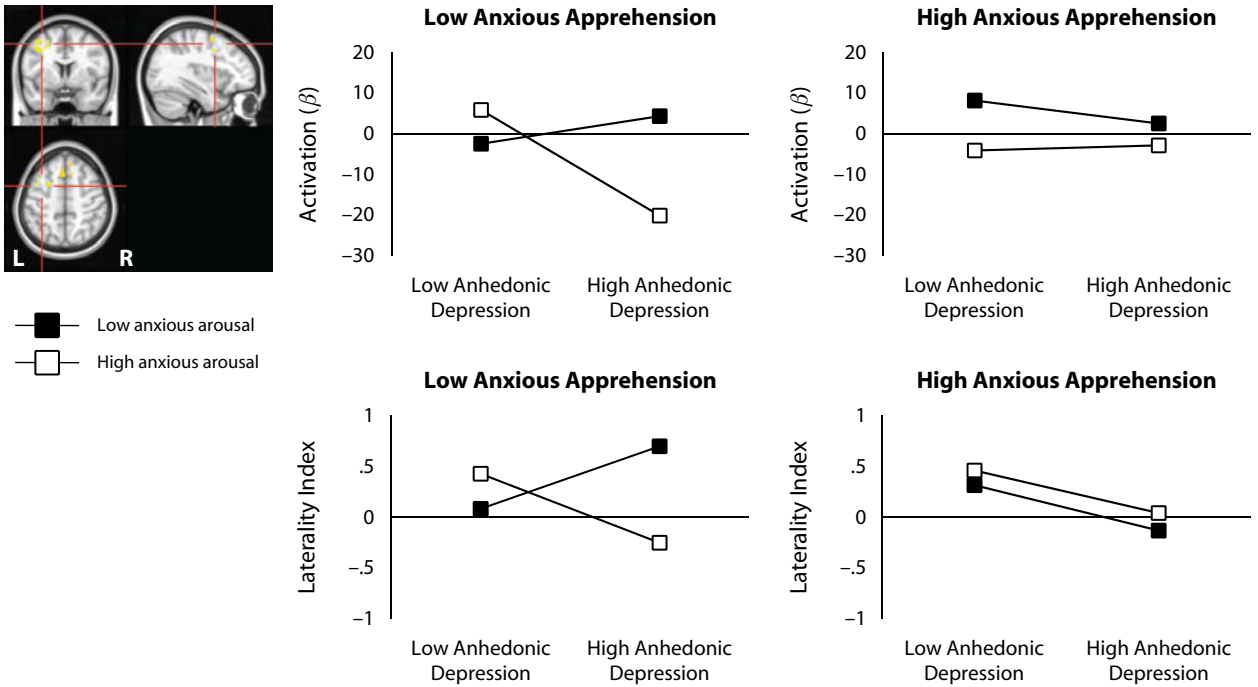 L
R
Low anxious arousal
High anxious arousal
Low Anxious Apprehension
Activation (β)
20
10
0
–10
–20
–30
Low Anhedonic
Depression
High Anhedonic
Depression
High Anxious Apprehension
Activation (β)
20
10
0
–10
–20
–30
Low Anhedonic
Depression
High Anhedonic
Depression
Low Anxious Apprehension
Laterality Index
1
.5
0
–.5
–1
Low Anhedonic
Depression
High Anhedonic
Depression
High Anxious Apprehension
Laterality Index
1
.5
0
–.5
–1
Low Anhedonic
Depression
High Anhedonic
Depression